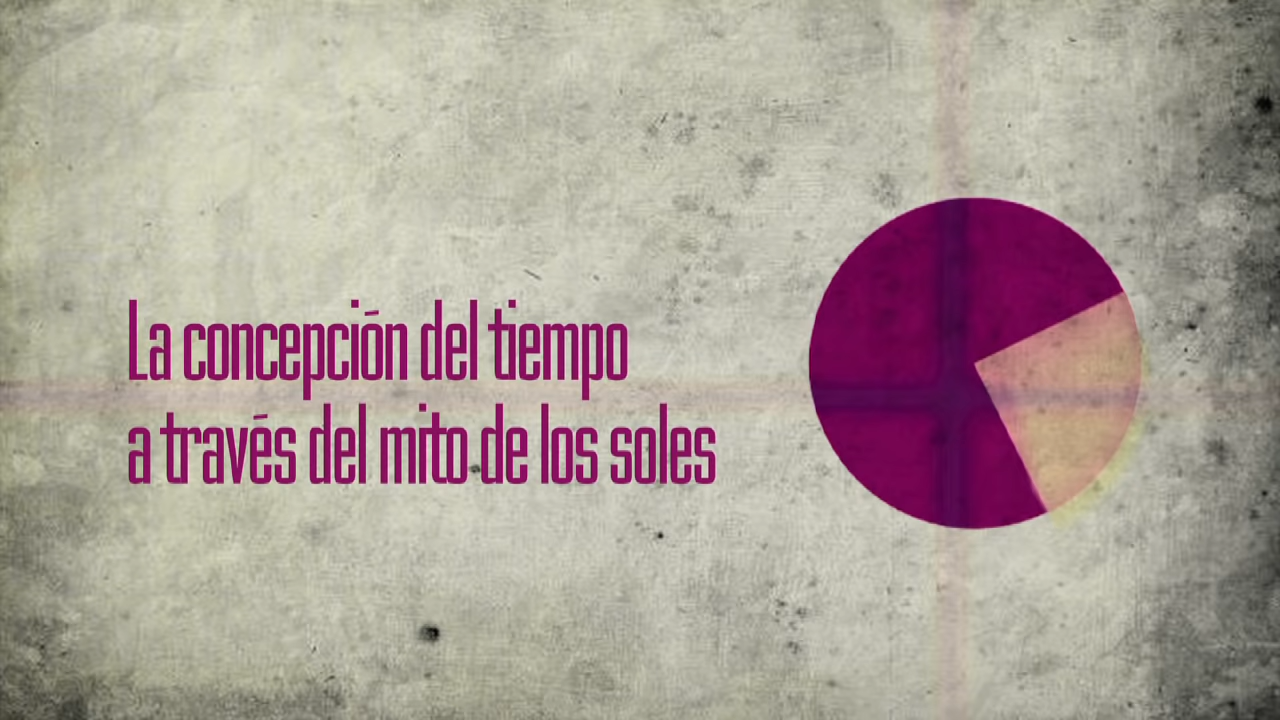 La concepción del tiempo
a través del mito de los soles